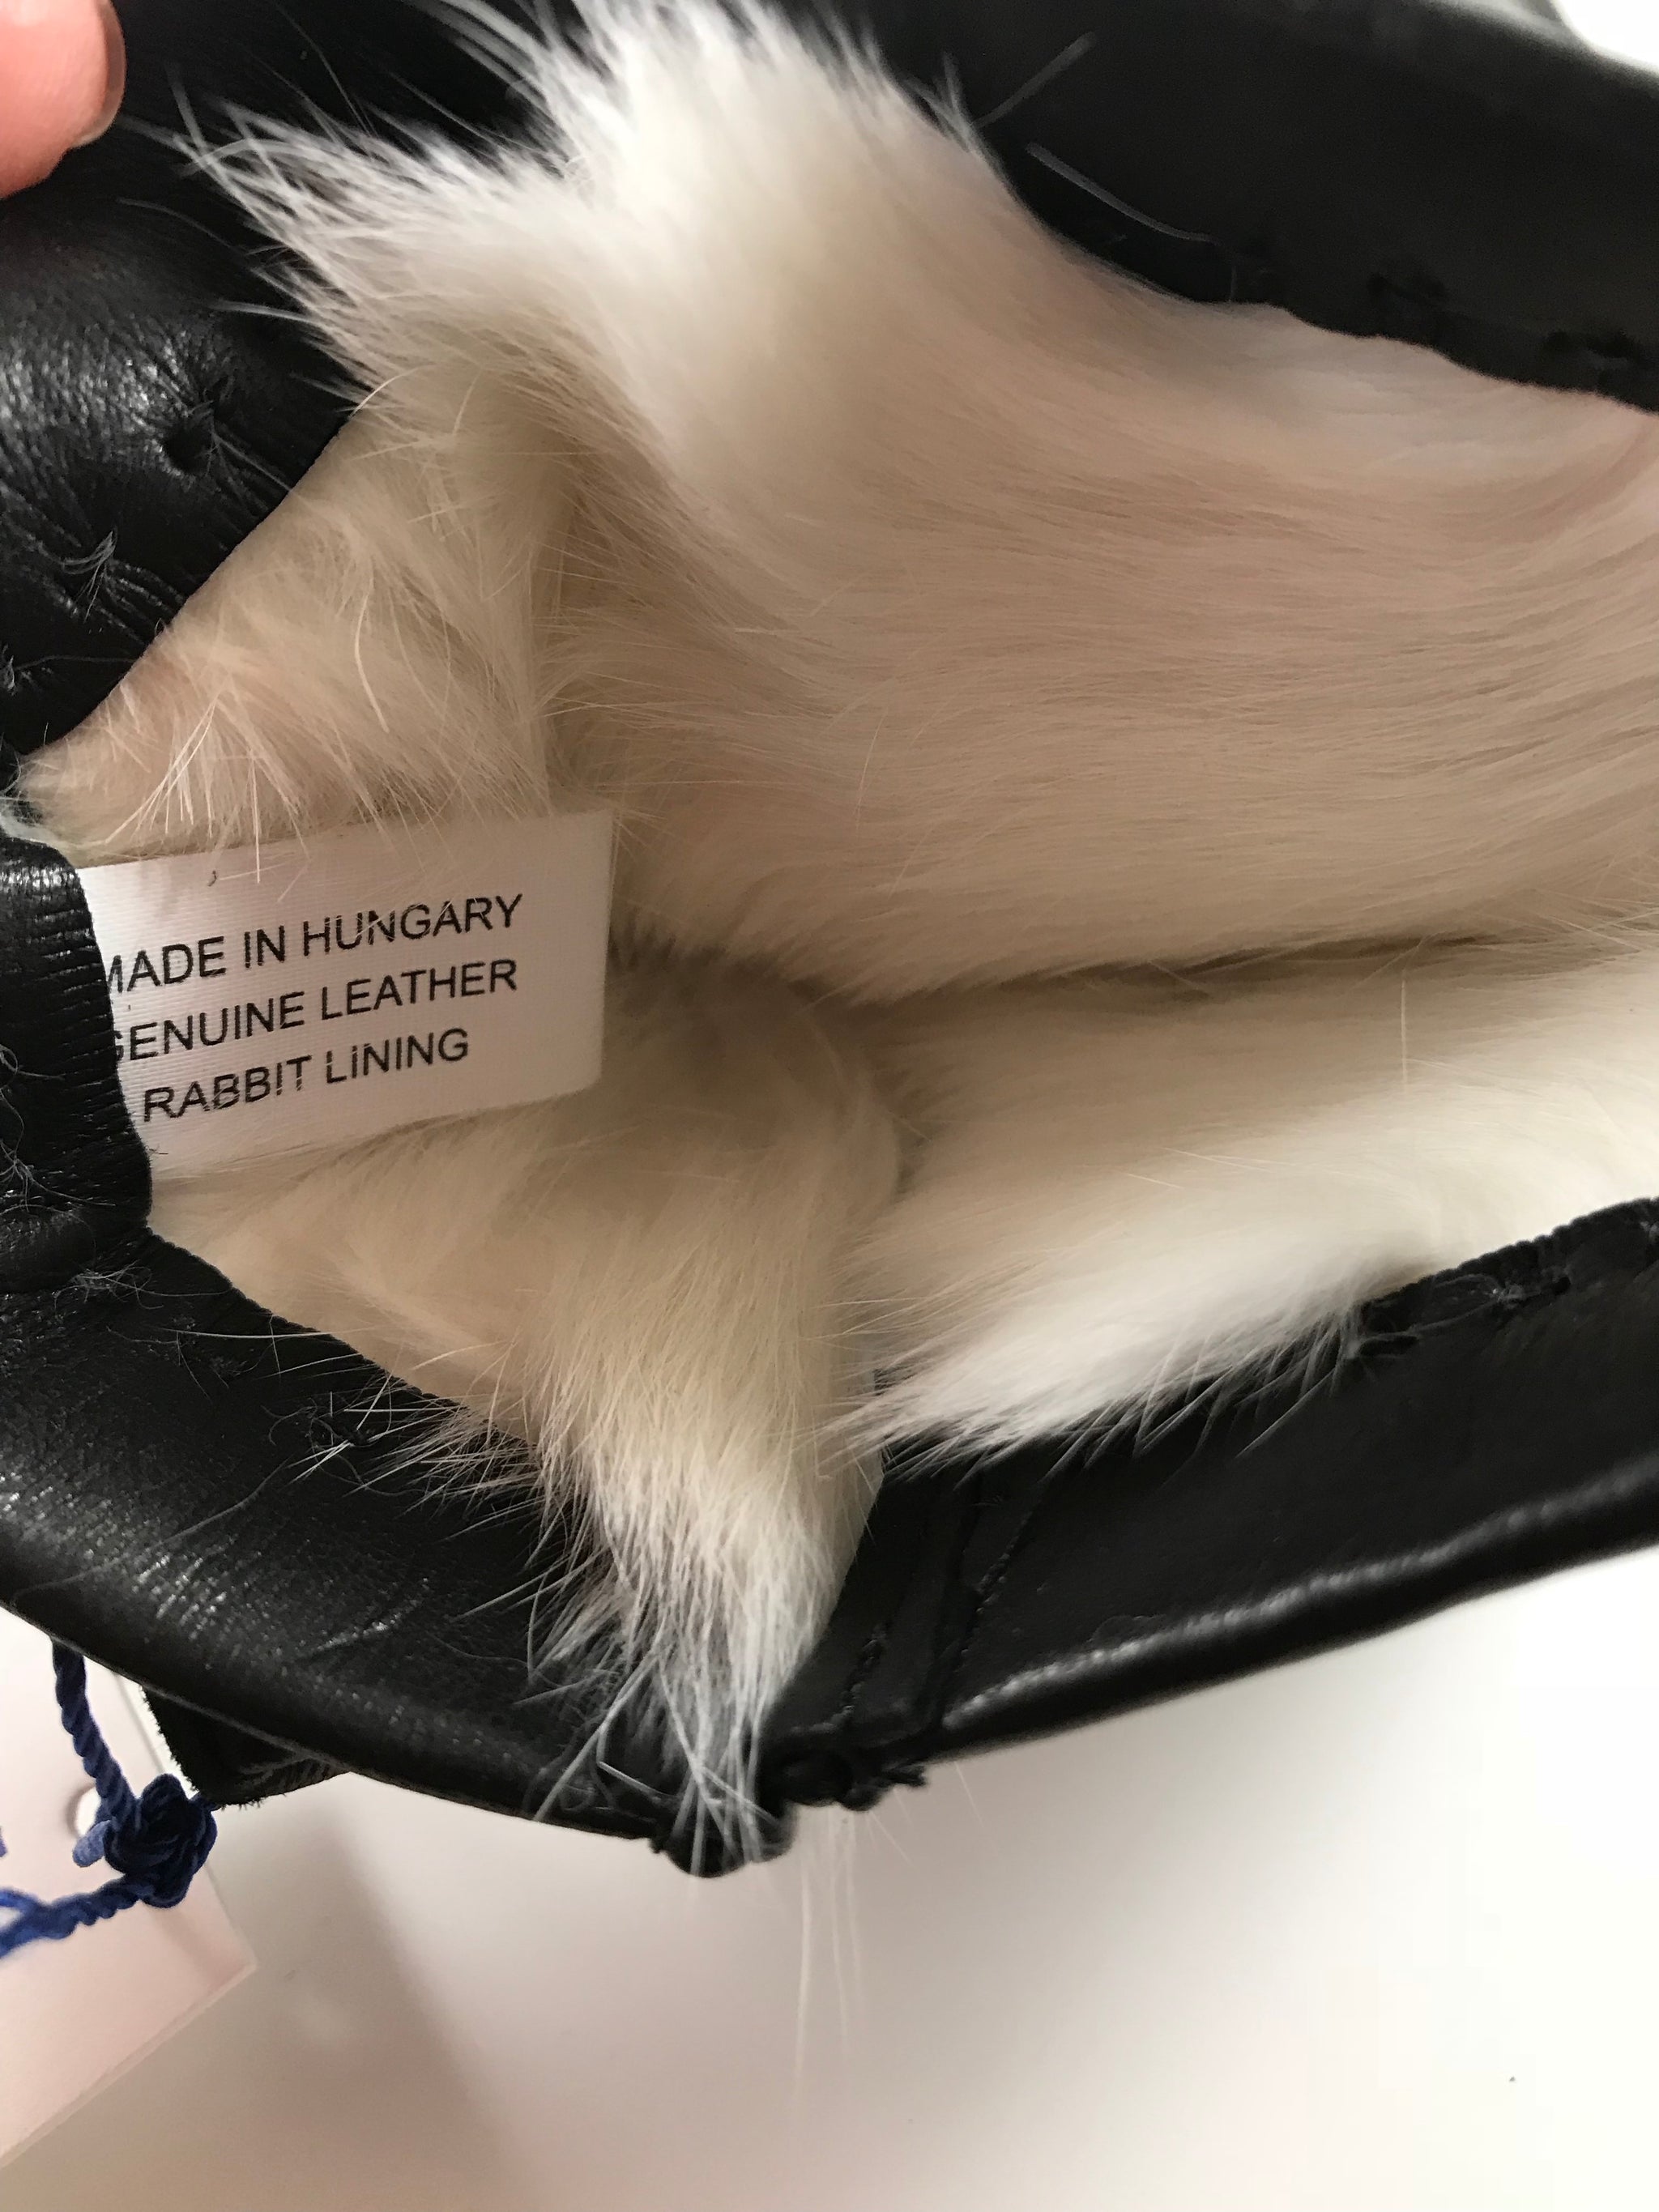 MADE IN HUNGARY
GENUINE LEATHER
RABBIT LINING